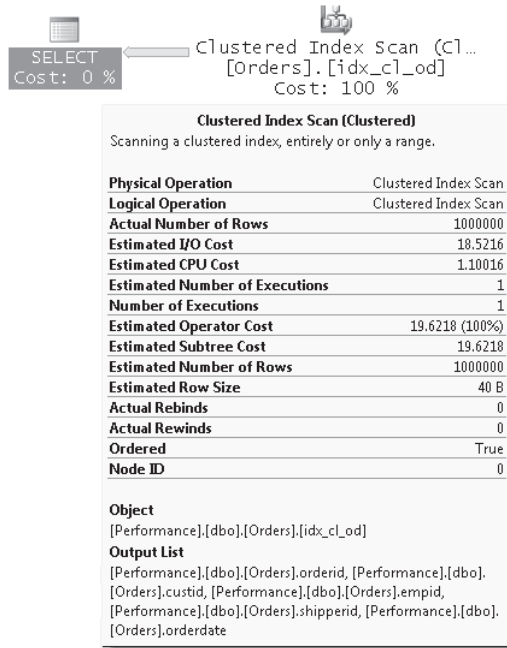 SELECT
Cost: 0 %
Clustered Index Scan (Cl…
[Orders].[idx_cl_od]
Cost: 100 %
Clustered Index Scan (Clustered)
Scanning a clustered index, entirely or only a range.
Physical Operation Clustered Index Scan
Logical Operation Clustered Index Scan
Actual Number of Rows 1000000
Estimated I/O Cost 18.5216
Estimated CPU Cost 1.10016
Estimated Number of Executions 1
Number of Executions 1
Estimated Operator Cost 19.6218 (100%)
Estimated Subtree Cost 19.6218
Estimated Number of Rows 1000000
Estimated Row Size 40 B
Actual Rebinds 0
Actual Rewinds 0
Ordered True
Node ID 0
Object
[Performance].[dbo].[Orders].[idx_cl_od]
Output List
[Performance].[dbo].[Orders].orderid, [Performance].[dbo].
[Orders].custid, [Performance].[dbo].[Orders].empid,
[Performance].[dbo].[Orders].shipperid, [Performance].[dbo].
[Orders].orderdate